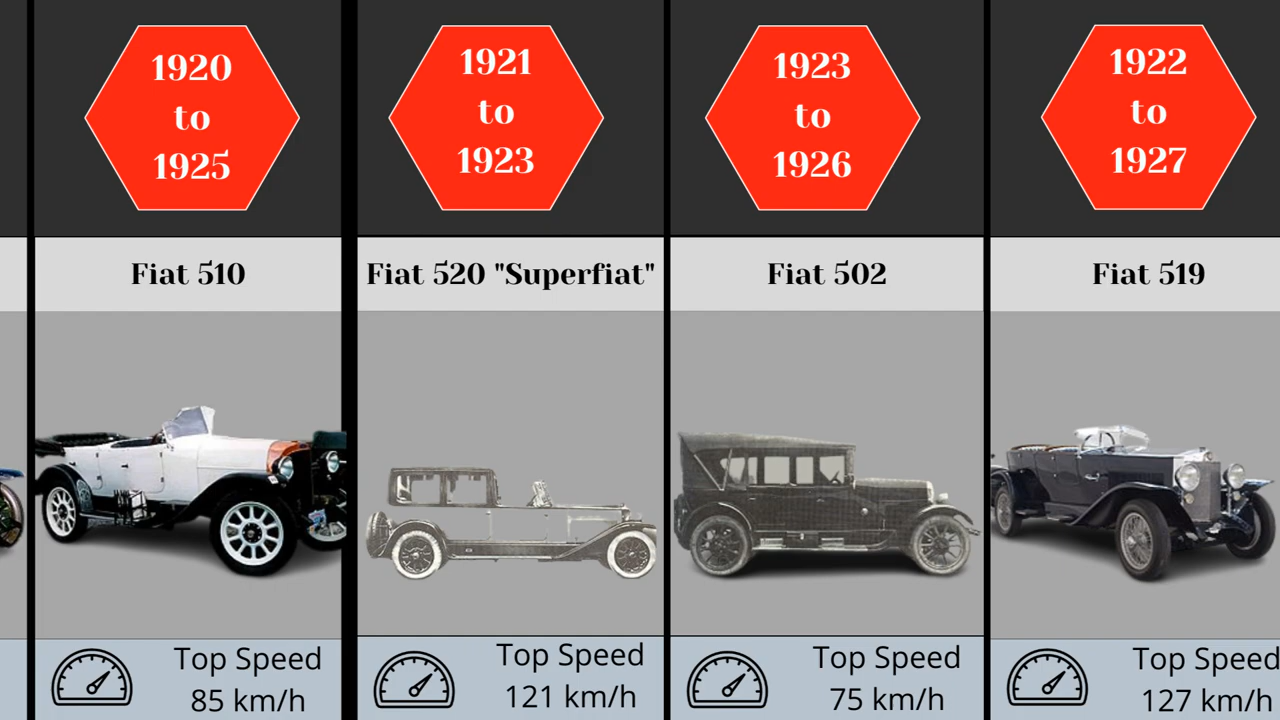 1920
to
1925
Fiat 510
Top Speed
85 km/h
1921
to
1923
Fiat 520 "Superfiat"
Top Speed
121 km/h
1923
to
1926
Fiat 502
Top Speed
75 km/h
1922
to
1927
Fiat 519
Top Speed
127 km/h